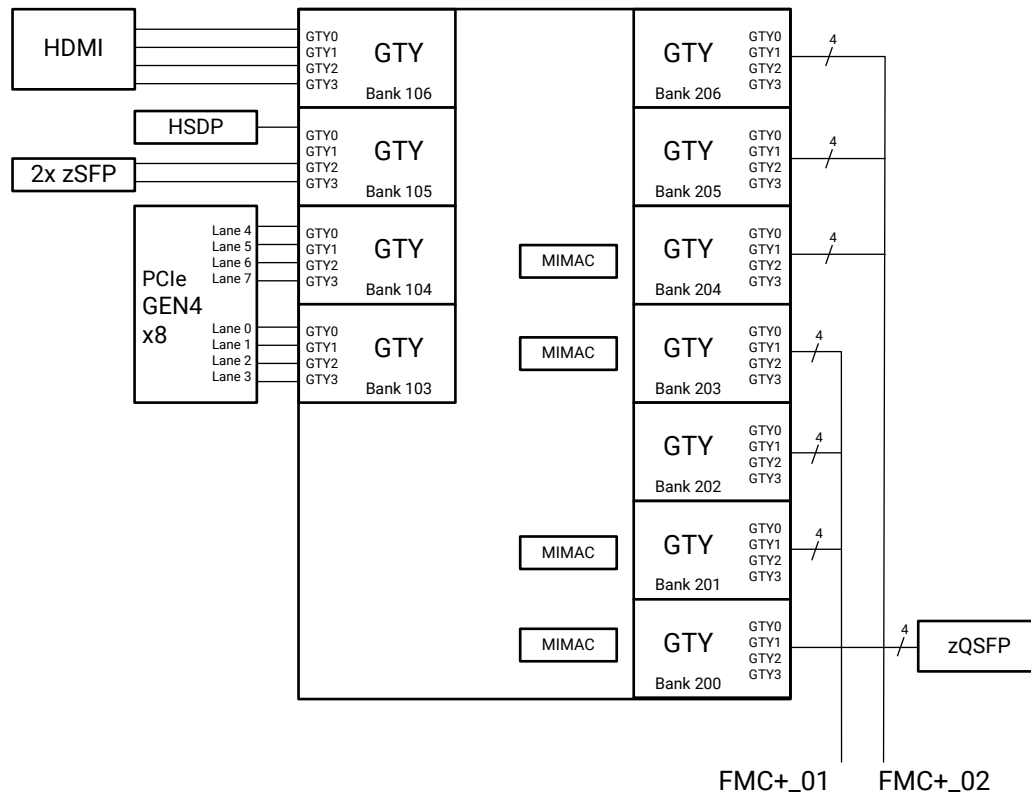 HDMI
GTY0
GTY1
GTY2
GTY3
GTY
Bank 106
HSDP
2x zSFP
GTY0
GTY1
GTY2
GTY3
GTY
Bank 105
PCIe
GEN4
x8
Lane 4
Lane 5
Lane 6
Lane 7
GTY0
GTY1
GTY2
GTY3
GTY
Bank 104
Lane 0
Lane 1
Lane 2
Lane 3
GTY0
GTY1
GTY2
GTY3
GTY
Bank 103
GTY
Bank 206
GTY0
GTY1
GTY2
GTY3
4
GTY
Bank 205
GTY0
GTY1
GTY2
GTY3
4
MIMAC
GTY
Bank 204
GTY0
GTY1
GTY2
GTY3
4
MIMAC
GTY
Bank 203
GTY0
GTY1
GTY2
GTY3
4
GTY
Bank 202
GTY0
GTY1
GTY2
GTY3
4
MIMAC
GTY
Bank 201
GTY0
GTY1
GTY2
GTY3
4
MIMAC
GTY
Bank 200
GTY0
GTY1
GTY2
GTY3
4
zQSFP
FMC+_01
FMC+_02